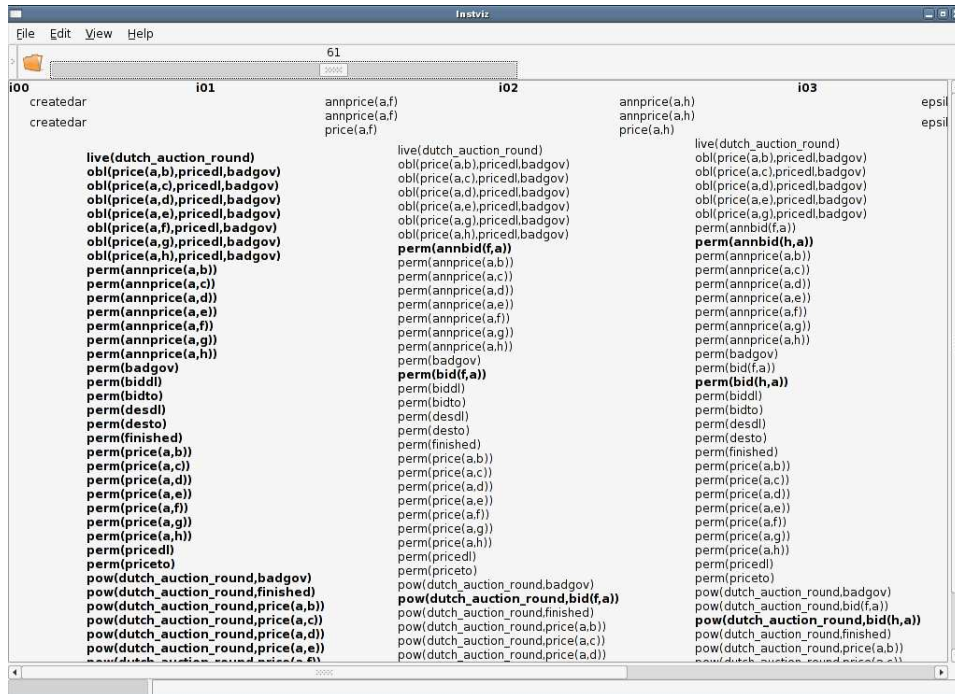 Instviz
File Edit View Help
61
i00 i01 i02 i03
createdar annprice(a,f) annprice(a,h) epsil
createdar annprice(a,f) annprice(a,h) epsil
price(a,f) price(a,h)
live(dutch_auction_round)
obl(price(a,b),pricedl,badgov)
obl(price(a,c),pricedl,badgov)
obl(price(a,d),pricedl,badgov)
obl(price(a,e),pricedl,badgov)
obl(price(a,f),pricedl,badgov)
obl(price(a,g),pricedl,badgov)
obl(price(a,h),pricedl,badgov)
perm(annprice(a,b))
perm(annprice(a,c))
perm(annprice(a,d))
perm(annprice(a,e))
perm(annprice(a,f))
perm(annprice(a,g))
perm(annprice(a,h))
perm(badgov)
perm(biddl)
perm(bidto)
perm(desdl)
perm(desto)
perm(finished)
perm(price(a,b))
perm(price(a,c))
perm(price(a,d))
perm(price(a,e))
perm(price(a,f))
perm(price(a,g))
perm(price(a,h))
perm(pricedl)
perm(priceto)
pow(dutch_auction_round,badgov)
pow(dutch_auction_round,finished)
pow(dutch_auction_round,price(a,b))
pow(dutch_auction_round,price(a,c))
pow(dutch_auction_round,price(a,d))
pow(dutch_auction_round,price(a,e))
pow(dutch_auction_round,price(a,f))
live(dutch_auction_round)
obl(price(a,b),pricedl,badgov)
obl(price(a,c),pricedl,badgov)
obl(price(a,d),pricedl,badgov)
obl(price(a,e),pricedl,badgov)
obl(price(a,g),pricedl,badgov)
obl(price(a,h),pricedl,badgov)
perm(annbid(f,a))
perm(annprice(a,b))
perm(annprice(a,c))
perm(annprice(a,d))
perm(annprice(a,e))
perm(annprice(a,f))
perm(annprice(a,g))
perm(annprice(a,h))
perm(badgov)
perm(bid(f,a))
perm(biddl)
perm(bidto)
perm(desdl)
perm(desto)
perm(finished)
perm(price(a,b))
perm(price(a,c))
perm(price(a,d))
perm(price(a,e))
perm(price(a,f))
perm(price(a,g))
perm(price(a,h))
perm(pricedl)
perm(priceto)
pow(dutch_auction_round,badgov)
pow(dutch_auction_round,bid(f,a))
pow(dutch_auction_round,finished)
pow(dutch_auction_round,price(a,b))
pow(dutch_auction_round,price(a,c))
pow(dutch_auction_round,price(a,d))
live(dutch_auction_round)
obl(price(a,b),pricedl,badgov)
obl(price(a,c),pricedl,badgov)
obl(price(a,d),pricedl,badgov)
obl(price(a,e),pricedl,badgov)
obl(price(a,g),pricedl,badgov)
perm(annbid(f,a))
perm(annbid(h,a))
perm(annprice(a,b))
perm(annprice(a,c))
perm(annprice(a,d))
perm(annprice(a,e))
perm(annprice(a,f))
perm(annprice(a,g))
perm(annprice(a,h))
perm(badgov)
perm(bid(f,a))
perm(bid(h,a))
perm(biddl)
perm(bidto)
perm(desdl)
perm(desto)
perm(finished)
perm(price(a,b))
perm(price(a,c))
perm(price(a,d))
perm(price(a,e))
perm(price(a,f))
perm(price(a,g))
perm(price(a,h))
perm(pricedl)
perm(priceto)
pow(dutch_auction_round,badgov)
pow(dutch_auction_round,bid(f,a))
pow(dutch_auction_round,bid(h,a))
pow(dutch_auction_round,finished)
pow(dutch_auction_round,price(a,b))
pow(dutch_auction_round,price(a,c))